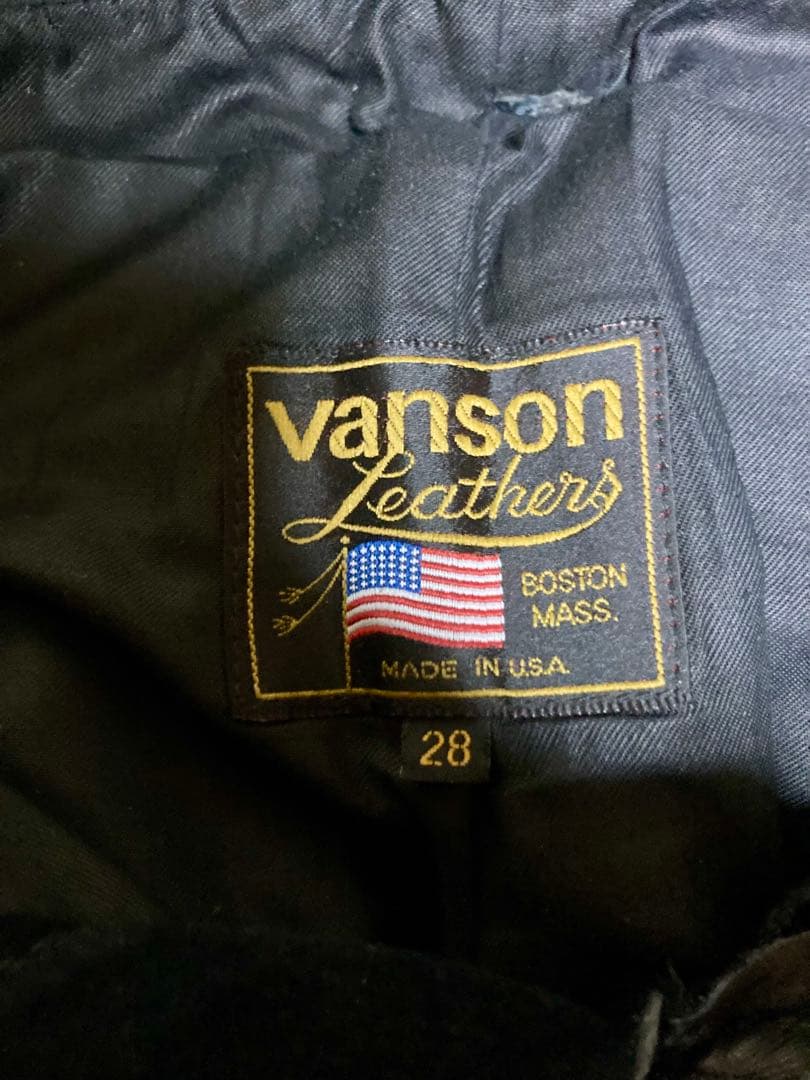 vanson
Leathers
BOSTON
MASS.
MADE IN U.S.A.
28